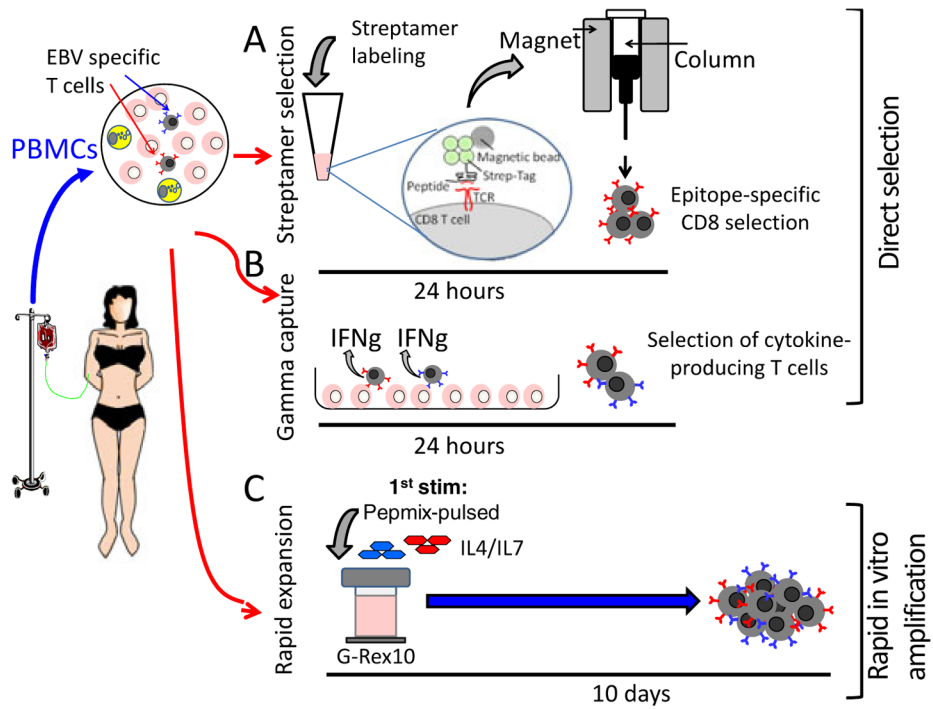 EBV specific
T cells
PBMCs
A
Streptamer selection
Streptamer
labeling
Magnet
Column
Magnetic bead
Strep-Tag
Peptide
TCR
CD8 T cell
Epitope-specific
CD8 selection
24 hours
B
Gamma capture
IFNg
IFNg
Selection of cytokine-
producing T cells
24 hours
Direct selection
C
Rapid expansion
1st stim:
Pepmix-pulsed
IL4/IL7
G-Rex10
10 days
Rapid in vitro
amplification